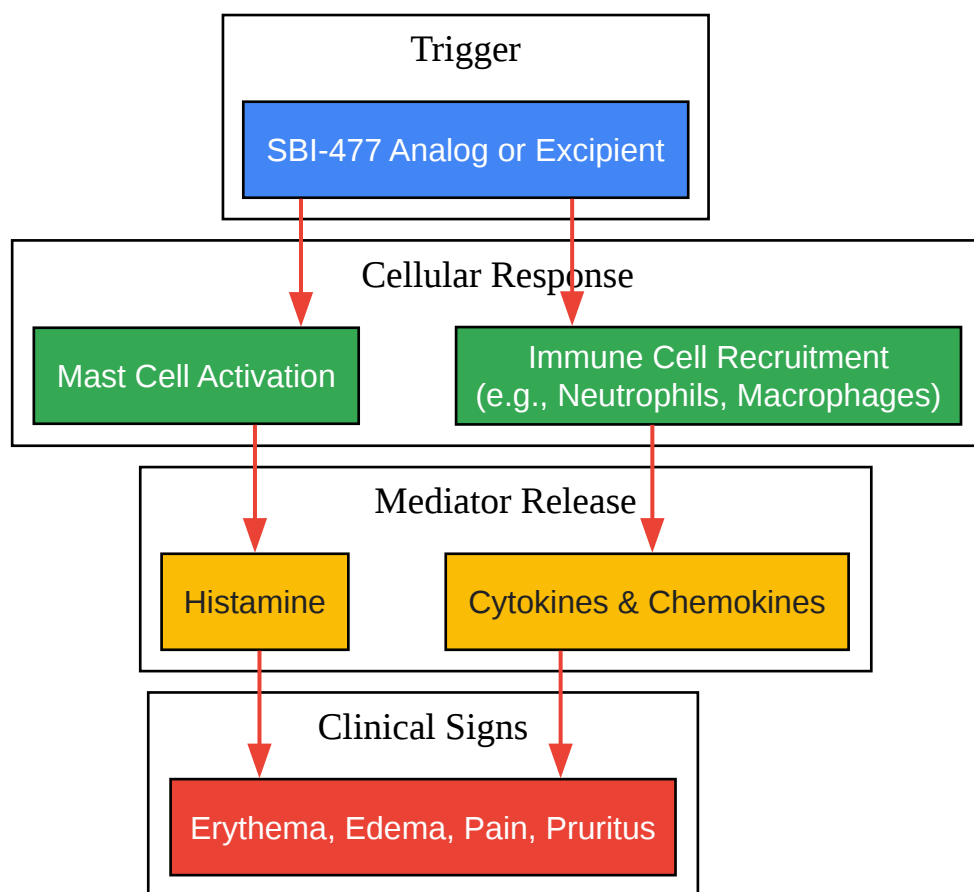 Trigger
SBI-477 Analog or Excipient
Cellular Response
Mast Cell Activation
Immune Cell Recruitment
(e.g., Neutrophils, Macrophages)
Mediator Release
Histamine
Cytokines & Chemokines
Clinical Signs
Erythema, Edema, Pain, Pruritus